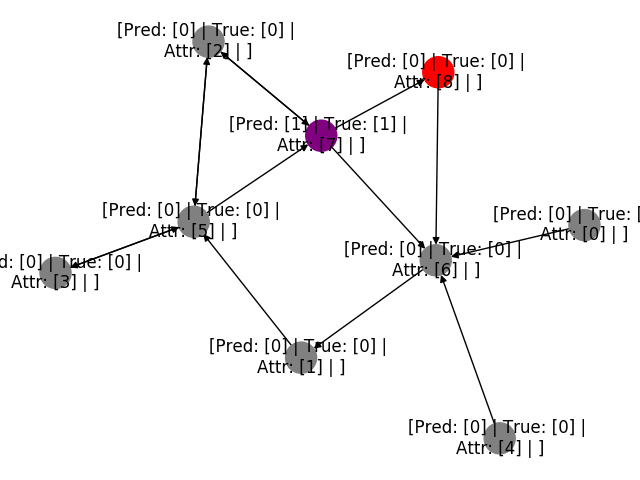 [Pred: [0] | True: [0] |
Attr: [2] | ]
[Pred: [0] | True: [0] |
Attr: [8] | ]
[Pred: [1] | True: [1] |
Attr: [7] | ]
[Pred: [0] | True: [0] |
Attr: [5] | ]
[Pred: [0] | True: [
Attr: [0] | ]
d: [0] | True: [0] |
Attr: [3] | ]
[Pred: [0] | True: [0] |
Attr: [6] | ]
[Pred: [0] | True: [0] |
Attr: [1] | ]
[Pred: [0] | True: [0] |
Attr: [4] | ]